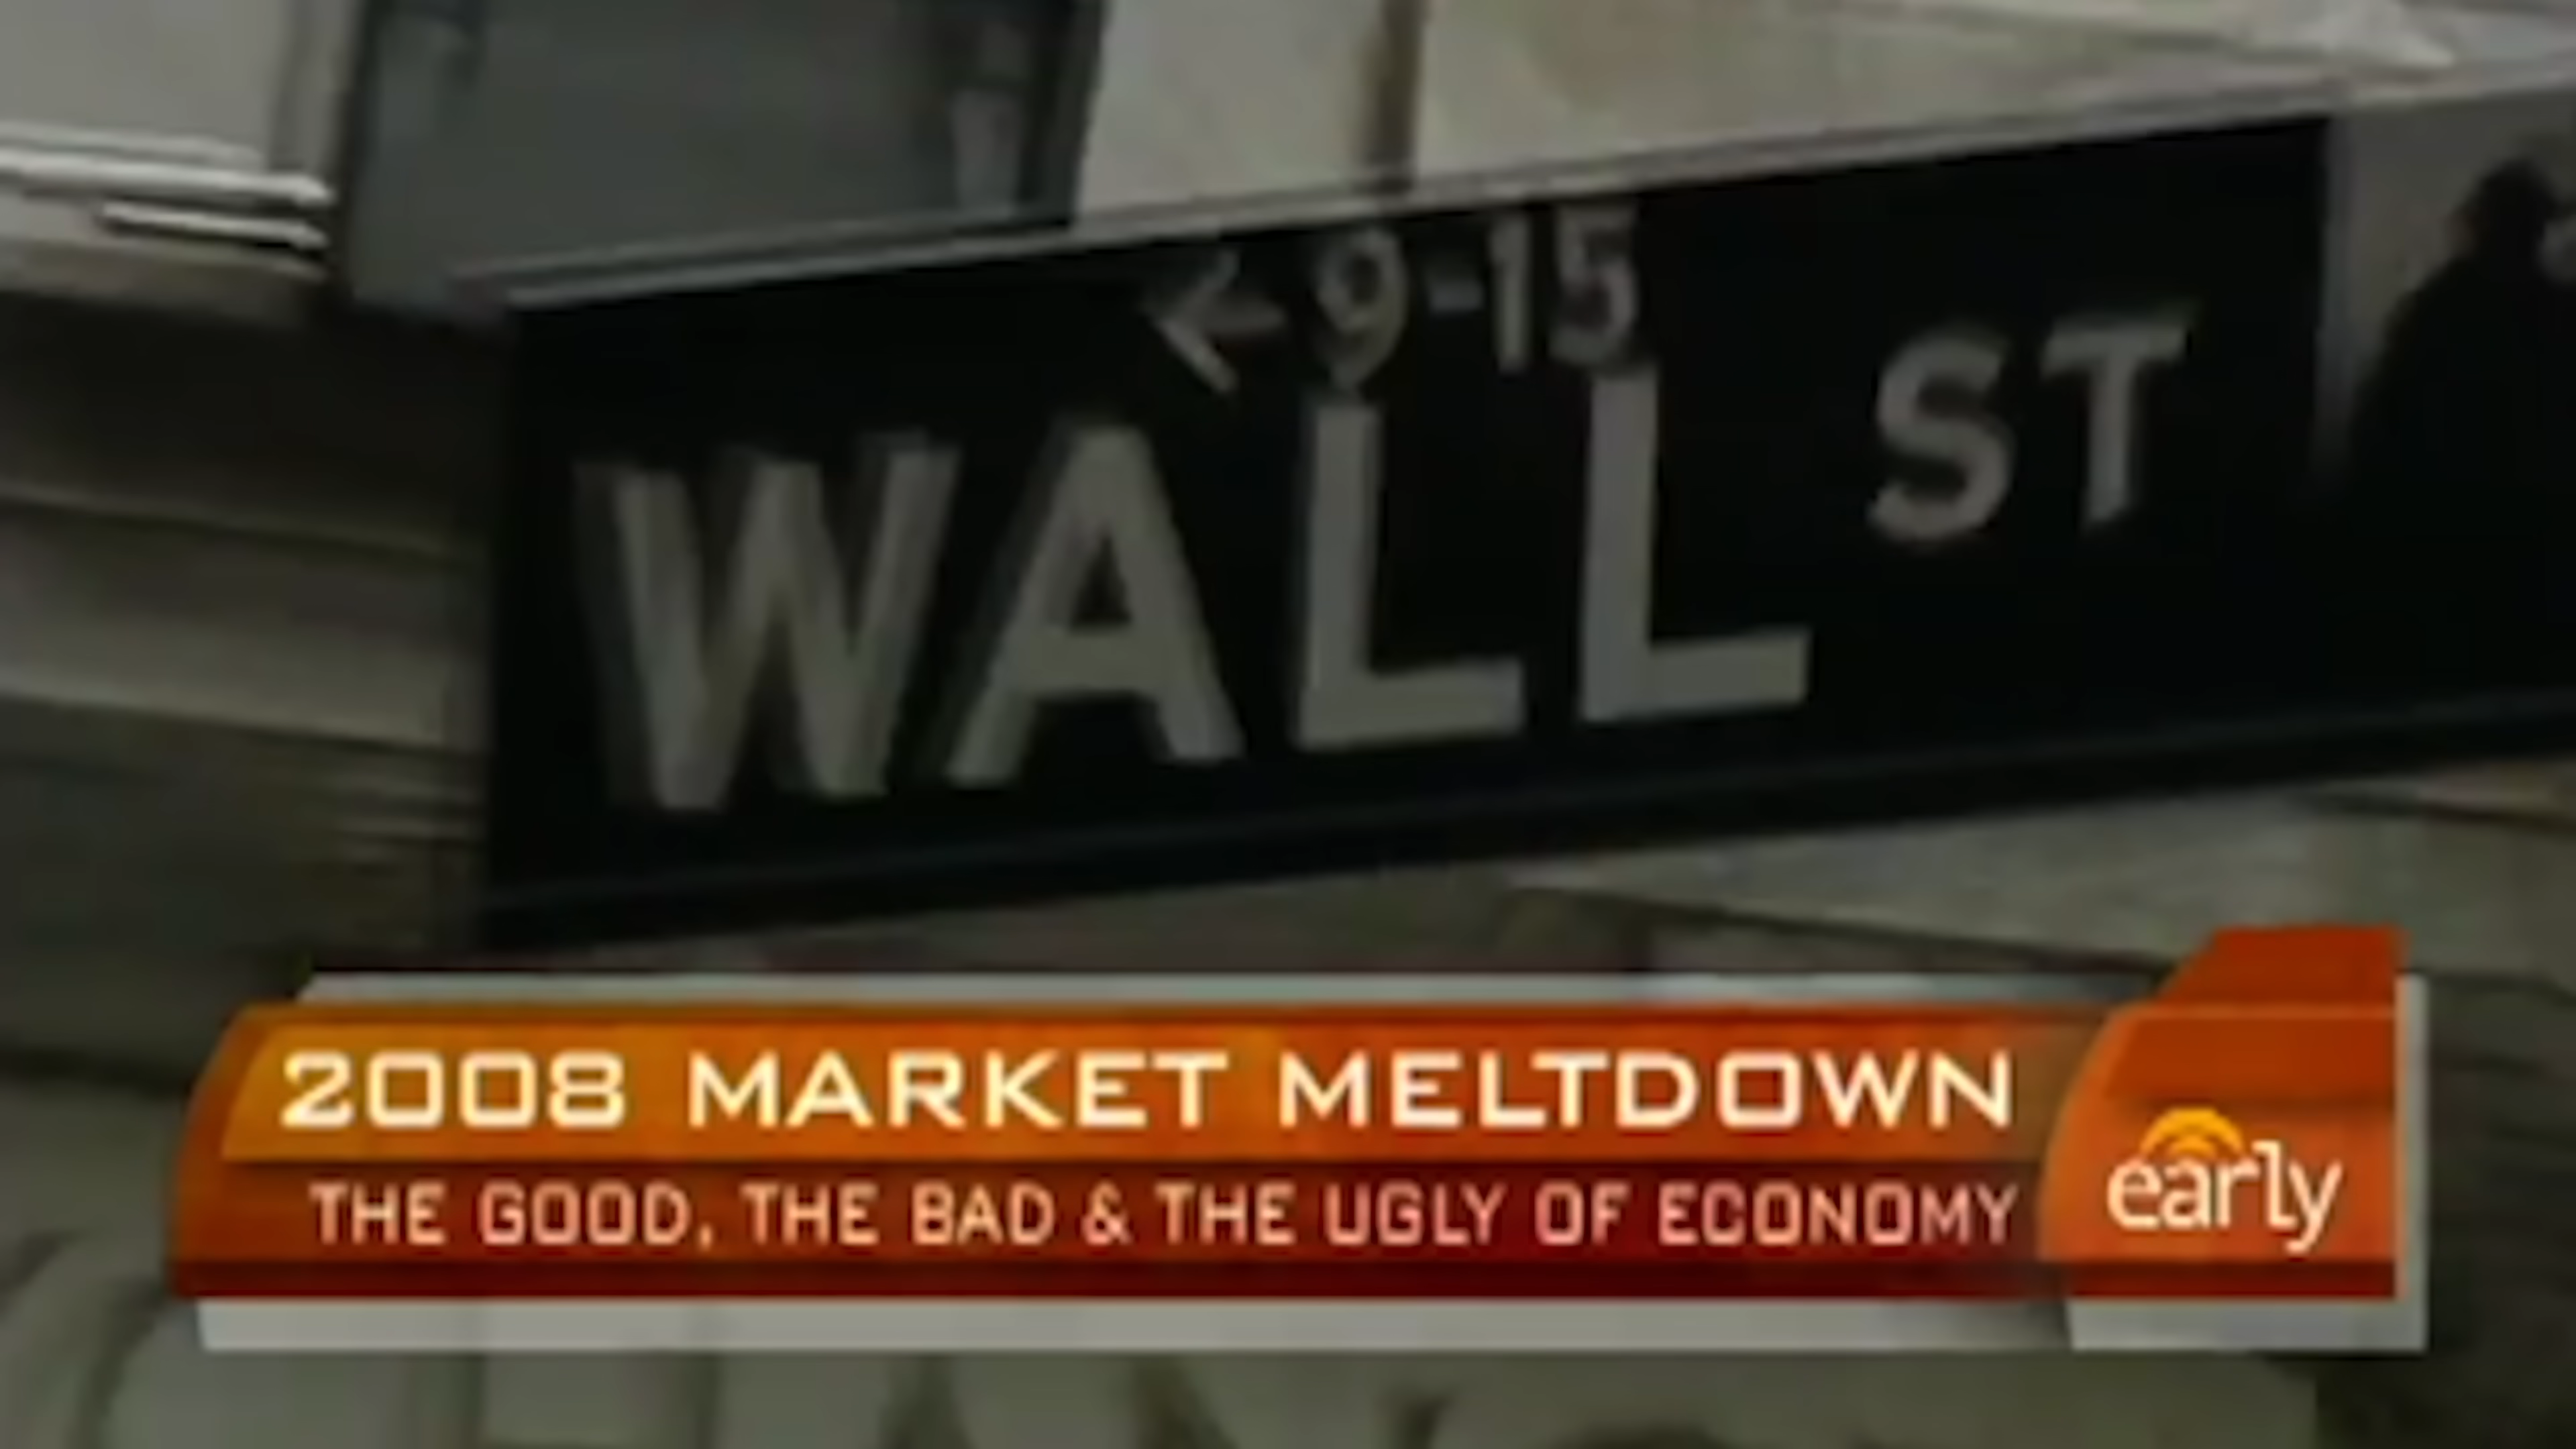 ← 9-15
WALL ST
2008 MARKET MELTDOWN
THE GOOD, THE BAD & THE UGLY OF ECONOMY
early